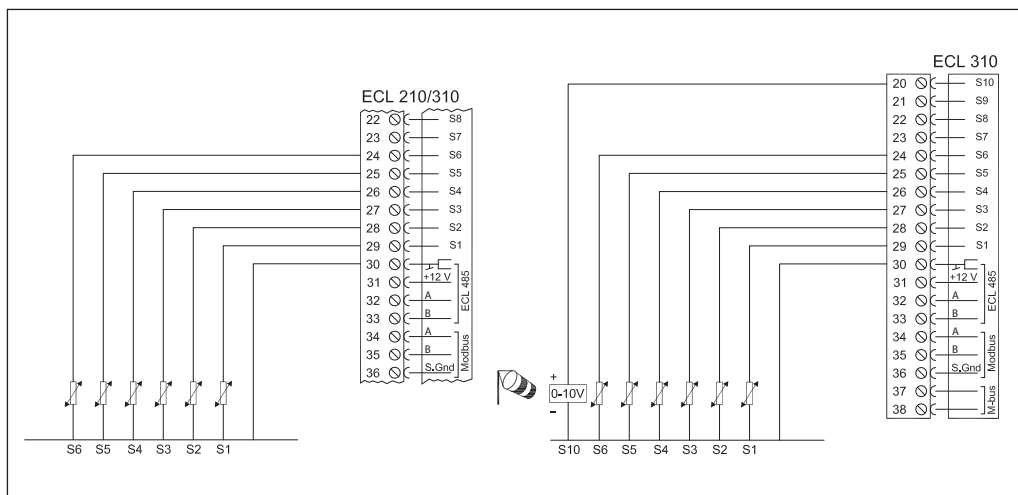 ECL 210/310
22 S8
23 S7
24 S6
25 S5
26 S4
27 S3
28 S2
29 S1
30
31 +12 V
32 A
33 B
ECL 485
34 A
35 B
36 S.Gnd
Modbus
S6 S5 S4 S3 S2 S1
ECL 310
20 S10
21 S9
22 S8
23 S7
24 S6
25 S5
26 S4
27 S3
28 S2
29 S1
30
31 +12 V
32 A
33 B
ECL 485
34 A
35 B
36 S.Gnd
Modbus
37
38
M-bus
+
0-10V
–
S10 S6 S5 S4 S3 S2 S1